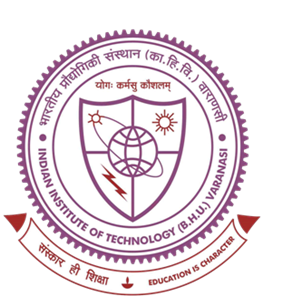 भारतीय प्रौद्योगिकी संस्थान (का.हि.वि.) वाराणसी
योगः कर्मसु कौशलम्
INDIAN INSTITUTE OF TECHNOLOGY (B.H.U.) VARANASI
संस्कार ही शिक्षा
EDUCATION IS CHARACTER